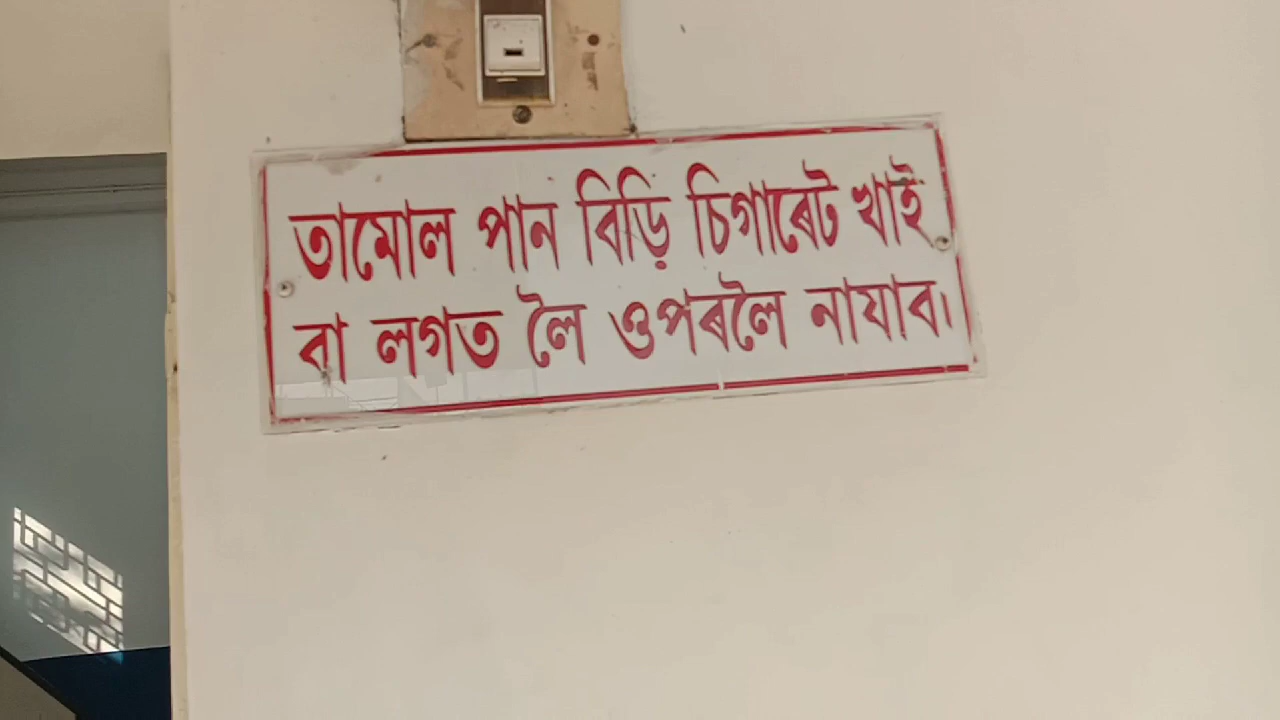 তামোল পান বিড়ি চিগাৰেট খাই
বা লগত লৈ ওপৰলৈ নাযাব।